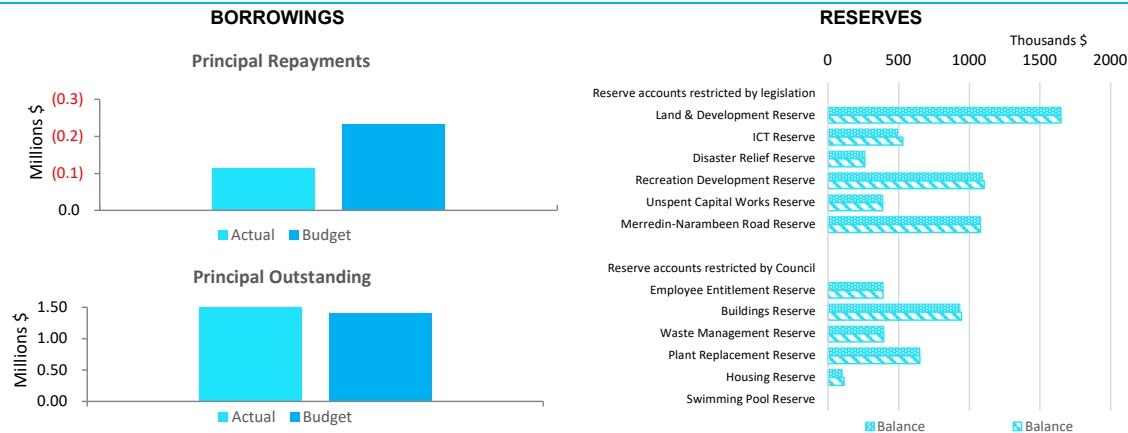 BORROWINGS
Principal Repayments
Millions $
(0.3)
(0.2)
(0.1)
0.0
Actual Budget
Principal Outstanding
Millions $
1.50
1.00
0.50
0.00
Actual Budget
RESERVES
Thousands $
0 500 1000 1500 2000
Reserve accounts restricted by legislation
Land & Development Reserve
ICT Reserve
Disaster Relief Reserve
Recreation Development Reserve
Unspent Capital Works Reserve
Merredin-Narambeen Road Reserve
Reserve accounts restricted by Council
Employee Entitlement Reserve
Buildings Reserve
Waste Management Reserve
Plant Replacement Reserve
Housing Reserve
Swimming Pool Reserve
Balance Balance